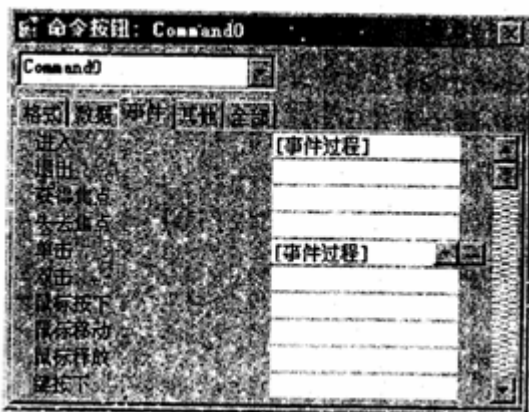 命令按钮: Command0
Command0
格式 数据 事件 其他 全部
进入 [事件过程]
退出
获得焦点
失去焦点
单击 [事件过程]
双击
鼠标按下
鼠标移动
鼠标释放
键按下